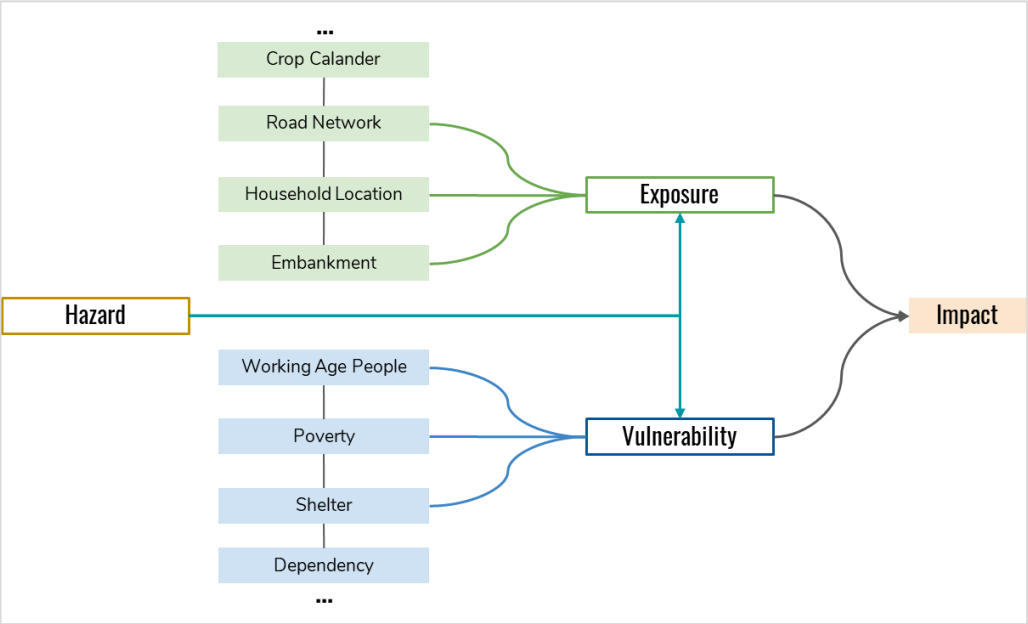 ...
Crop Calander
Road Network
Household Location
Exposure
Embankment
Hazard
Impact
Working Age People
Poverty
Vulnerability
Shelter
Dependency
...